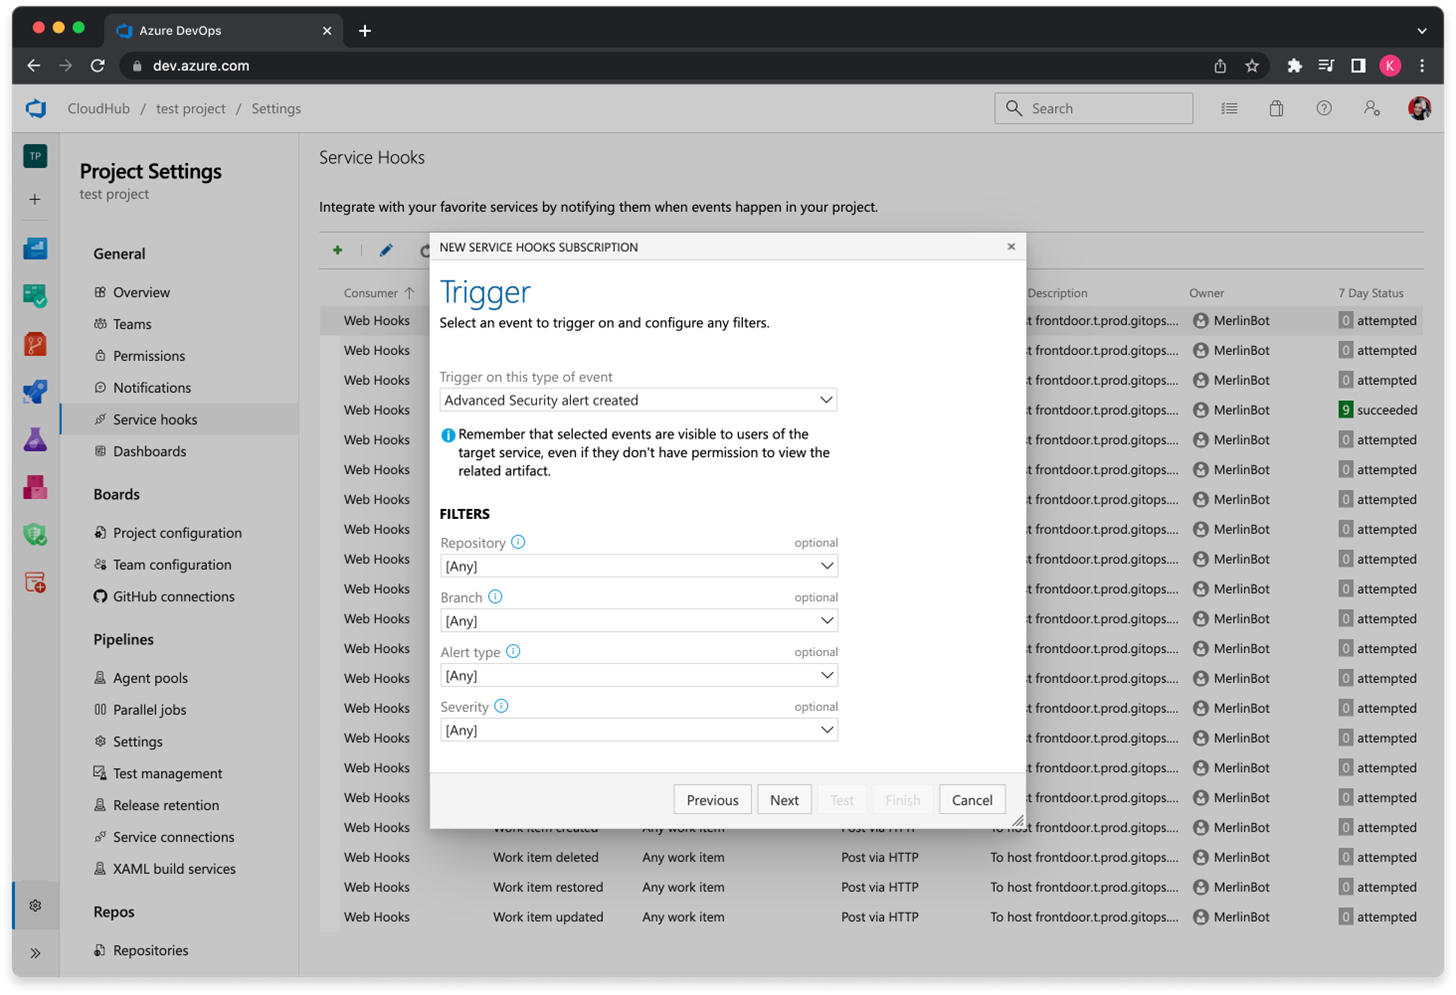 Azure DevOps
dev.azure.com
K
CloudHub / test project / Settings
Search
TP
Project Settings
test project
General
Overview
Teams
Permissions
Notifications
Service hooks
Dashboards
Boards
Project configuration
Team configuration
GitHub connections
Pipelines
Agent pools
Parallel jobs
Settings
Test management
Release retention
Service connections
XAML build services
Repos
Repositories
Service Hooks
Integrate with your favorite services by notifying them when events happen in your project.
NEW SERVICE HOOKS SUBSCRIPTION
Trigger
Select an event to trigger on and configure any filters.
Trigger on this type of event
Advanced Security alert created
Remember that selected events are visible to users of the
target service, even if they don't have permission to view the
related artifact.
FILTERS
Repository optional
[Any]
Branch optional
[Any]
Alert type optional
[Any]
Severity optional
[Any]
Previous Next Test Finish Cancel
Consumer Description Owner 7 Day Status
Web Hooks st frontdoor.t.prod.gitops.... MerlinBot 0 attempted
Web Hooks st frontdoor.t.prod.gitops.... MerlinBot 0 attempted
Web Hooks st frontdoor.t.prod.gitops.... MerlinBot 0 attempted
Web Hooks st frontdoor.t.prod.gitops.... MerlinBot 9 succeeded
Web Hooks st frontdoor.t.prod.gitops.... MerlinBot 0 attempted
Web Hooks st frontdoor.t.prod.gitops.... MerlinBot 0 attempted
Web Hooks st frontdoor.t.prod.gitops.... MerlinBot 0 attempted
Web Hooks st frontdoor.t.prod.gitops.... MerlinBot 0 attempted
Web Hooks st frontdoor.t.prod.gitops.... MerlinBot 0 attempted
Web Hooks st frontdoor.t.prod.gitops.... MerlinBot 0 attempted
Web Hooks st frontdoor.t.prod.gitops.... MerlinBot 0 attempted
Web Hooks st frontdoor.t.prod.gitops.... MerlinBot 0 attempted
Web Hooks st frontdoor.t.prod.gitops.... MerlinBot 0 attempted
Web Hooks st frontdoor.t.prod.gitops.... MerlinBot 0 attempted
Web Hooks st frontdoor.t.prod.gitops.... MerlinBot 0 attempted
Web Hooks st frontdoor.t.prod.gitops.... MerlinBot 0 attempted
Web Hooks st frontdoor.t.prod.gitops.... MerlinBot 0 attempted
Web Hooks Work item created Any work item Post via HTTP To host frontdoor.t.prod.gitops.... MerlinBot 0 attempted
Web Hooks Work item deleted Any work item Post via HTTP To host frontdoor.t.prod.gitops.... MerlinBot 0 attempted
Web Hooks Work item restored Any work item Post via HTTP To host frontdoor.t.prod.gitops.... MerlinBot 0 attempted
Web Hooks Work item updated Any work item Post via HTTP To host frontdoor.t.prod.gitops.... MerlinBot 0 attempted